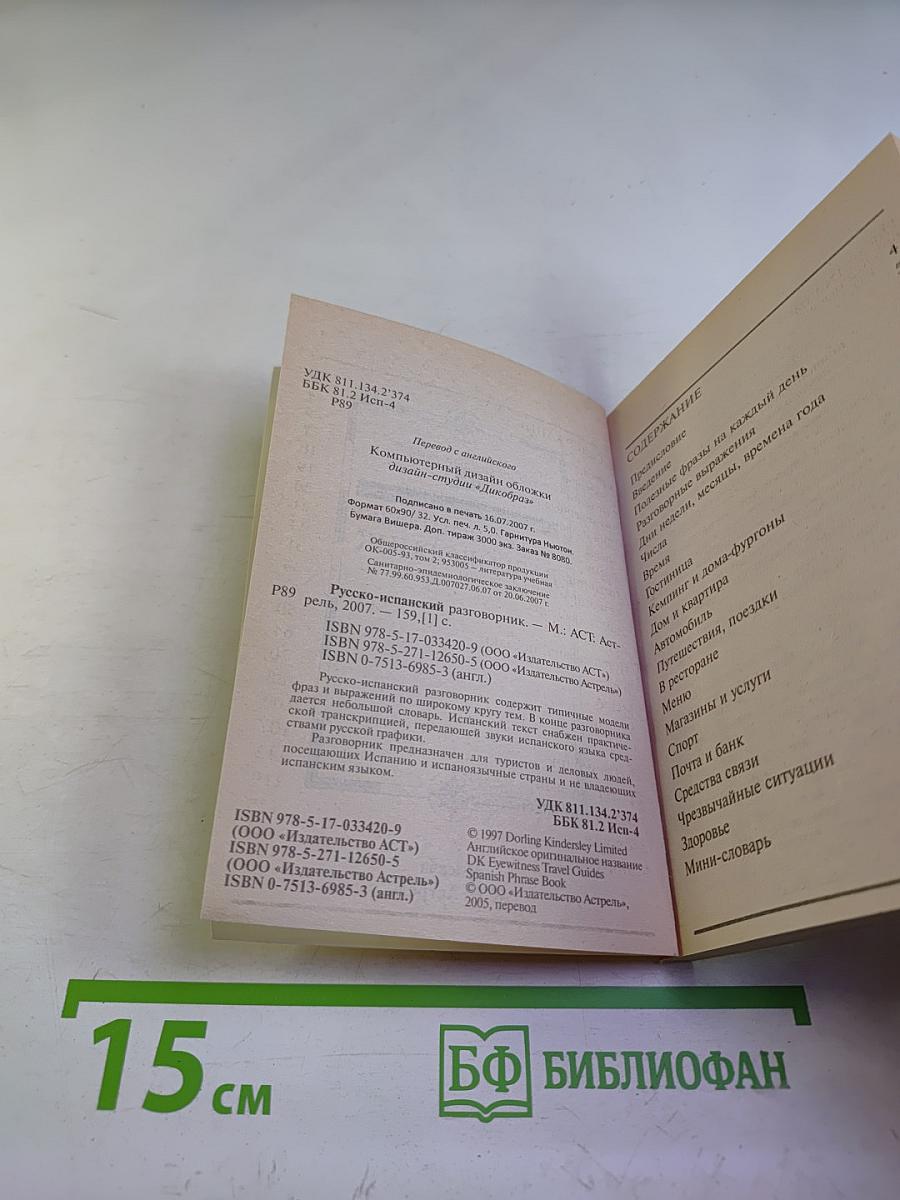 УДК 811.134.2'374
ББК 81.2 Исп-4
Р89
Перевод с английского
Компьютерный дизайн обложки
дизайн-студии «Дикобраз»
Подписано в печать 16.07.2007 г.
Формат 60х90/ 32. Усл. печ. л. 5,0. Гарнитура Ньютон.
Бумага Вишера. Доп. тираж 3000 экз. Заказ № 8080.
Общероссийский классификатор продукции
ОК-005-93, том 2; 953005 – литература учебная
Санитарно-эпидемиологическое заключение
№ 77.99.60.953.Д.007027.06.07 от 20.06.2007 г.
Р89 Русско-испанский разговорник. — М.: АСТ: Аст-
рель, 2007. — 159,[1] с.
ISBN 978-5-17-033420-9 (ООО «Издательство АСТ»)
ISBN 978-5-271-12650-5 (ООО «Издательство Астрель»)
ISBN 0-7513-6985-3 (англ.)
Русско-испанский разговорник содержит типичные модели
фраз и выражений по широкому кругу тем. В конце разговорника
дается небольшой словарь. Испанский текст снабжен практиче-
ской транскрипцией, передающей звуки испанского языка сред-
ствами русской графики.
Разговорник предназначен для туристов и деловых людей,
посещающих Испанию и испаноязычные страны и не владеющих
испанским языком.
УДК 811.134.2'374
ББК 81.2 Исп-4
ISBN 978-5-17-033420-9
(ООО «Издательство АСТ»)
ISBN 978-5-271-12650-5
(ООО «Издательство Астрель»)
ISBN 0-7513-6985-3 (англ.)
© 1997 Dorling Kindersley Limited
Английское оригинальное название
DK Eyewitness Travel Guides
Spanish Phrase Book
© ООО «Издательство Астрель»,
2005, перевод
СОДЕРЖАНИЕ
Предисловие
Введение
Полезные фразы на каждый день
Разговорные выражения
Дни недели, месяцы, времена года
Числа
Время
Гостиница
Кемпинг и дома-фургоны
Дом и квартира
Автомобиль
Путешествия, поездки
В ресторане
Меню
Магазины и услуги
Спорт
Почта и банк
Средства связи
Чрезвычайные ситуации
Здоровье
Мини-словарь
4
15 см
БФ БИБЛИОФАН